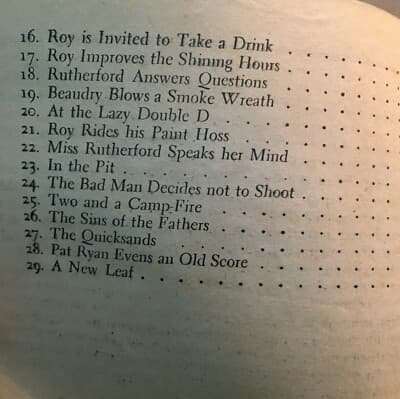 16. Roy is Invited to Take a Drink . . . . .
17. Roy Improves the Shining Hours . . . . .
18. Rutherford Answers Questions . . . . . .
19. Beaudry Blows a Smoke Wreath . . . . .
20. At the Lazy Double D . . . . . . . .
21. Roy Rides his Paint Hoss . . . . . . .
22. Miss Rutherford Speaks her Mind . . . . .
23. In the Pit . . . . . . . . . . .
24. The Bad Man Decides not to Shoot . . . . .
25. Two and a Camp-Fire . . . . . . . .
26. The Sins of the Fathers . . . . . . .
27. The Quicksands . . . . . . . . .
28. Pat Ryan Evens an Old Score . . . . . .
29. A New Leaf . . . . . . . . . .